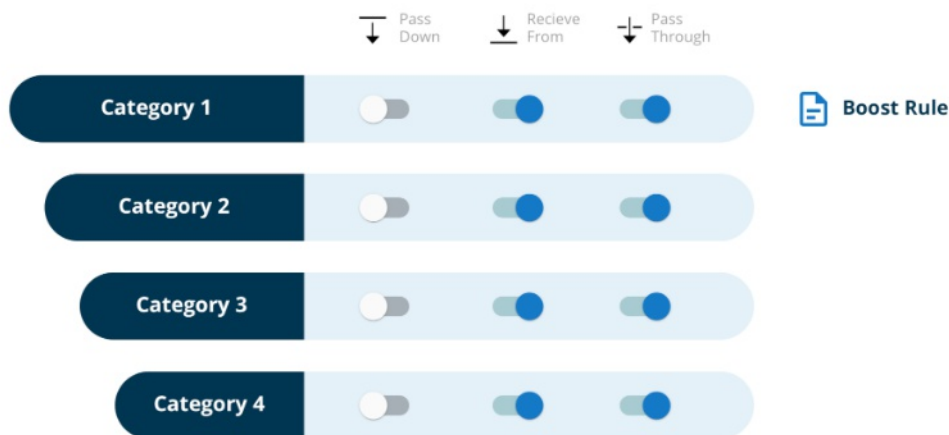 Pass
Down
Recieve
From
Pass
Through
Category 1
Boost Rule
Category 2
Category 3
Category 4